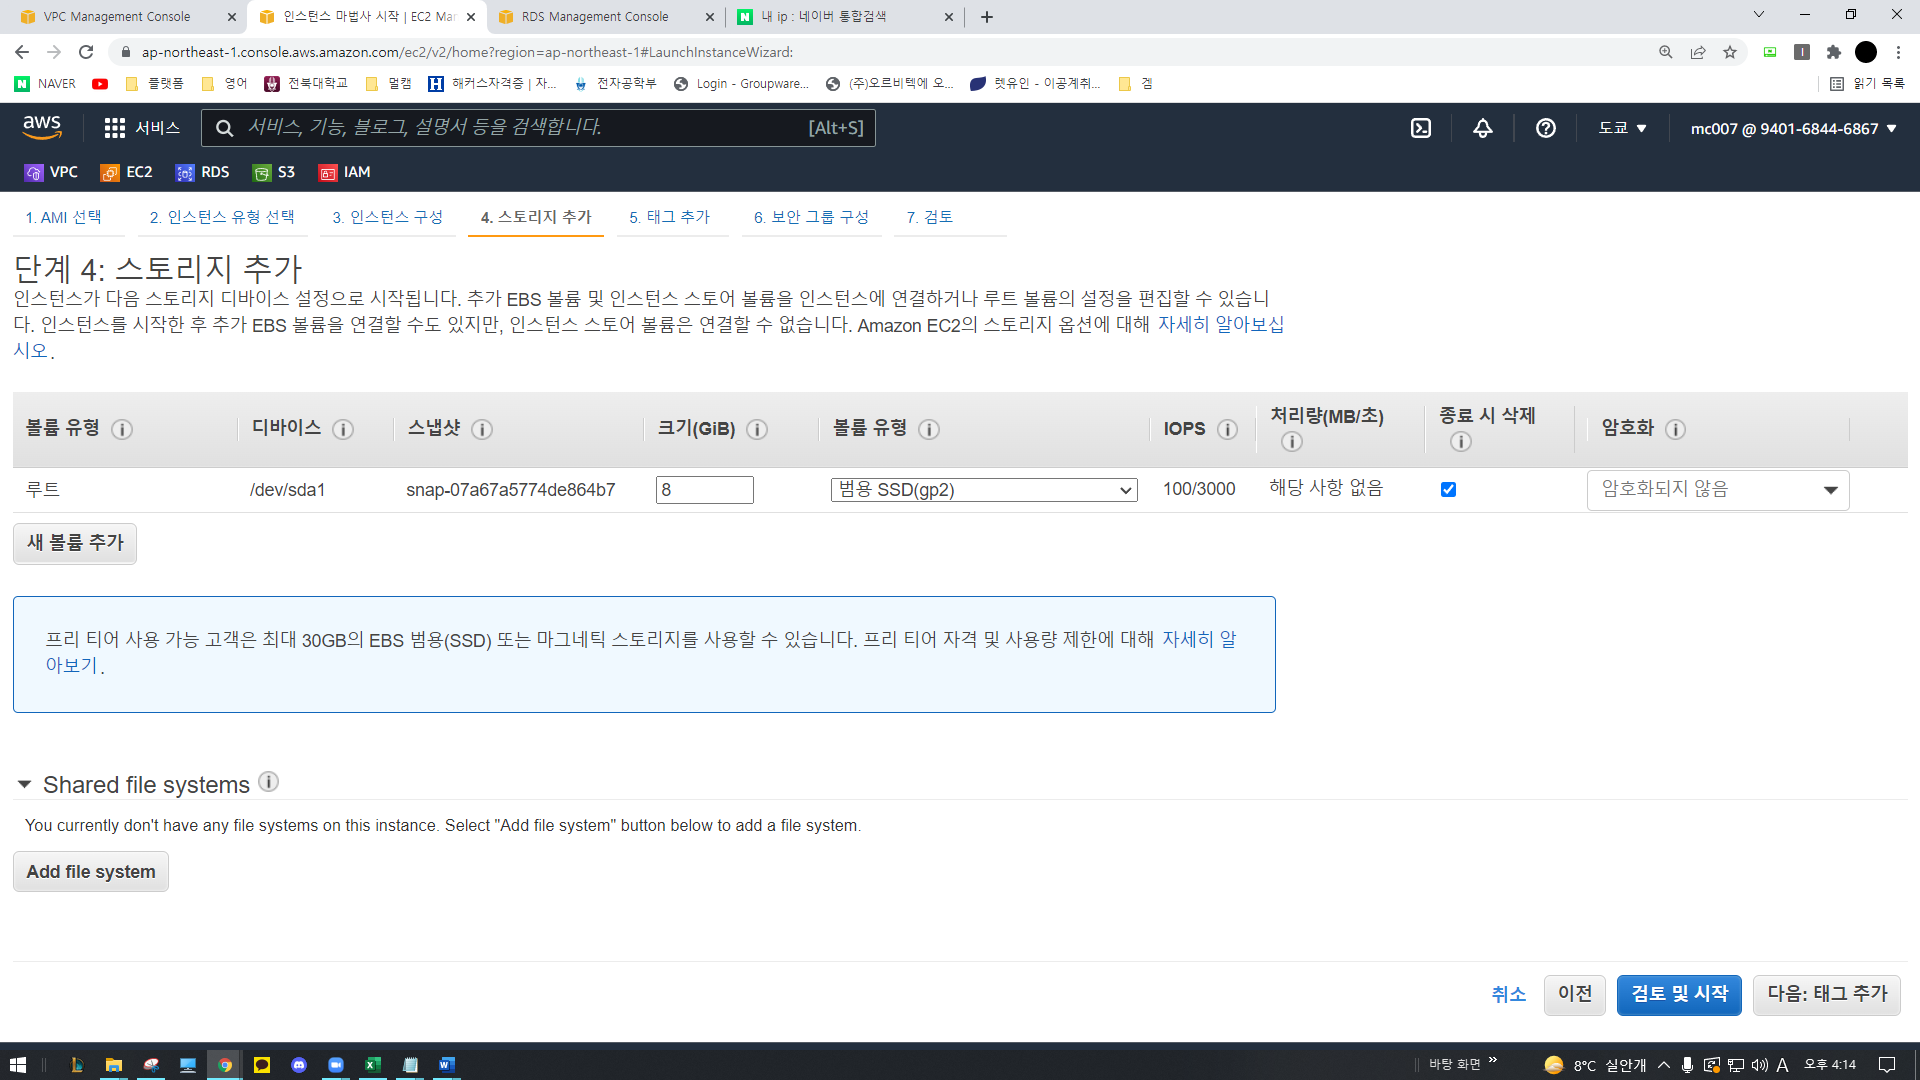 VPC Management Console
인스턴스 마법사 시작 | EC2 Mar
RDS Management Console
내 ip : 네이버 통합검색
ap-northeast-1.console.aws.amazon.com/ec2/v2/home?region=ap-northeast-1#LaunchInstanceWizard:
NAVER
플랫폼
영어
전북대학교
멀캠
해커스자격증 | 자...
전자공학부
Login - Groupware...
(주)오르비텍에 오...
렛유인 - 이공계취...
겜
읽기 목록
aws
서비스
서비스, 기능, 블로그, 설명서 등을 검색합니다.
[Alt+S]
도쿄
mc007 @ 9401-6844-6867
VPC
EC2
RDS
S3
IAM
1. AMI 선택
2. 인스턴스 유형 선택
3. 인스턴스 구성
4. 스토리지 추가
5. 태그 추가
6. 보안 그룹 구성
7. 검토
단계 4: 스토리지 추가
인스턴스가 다음 스토리지 디바이스 설정으로 시작됩니다. 추가 EBS 볼륨 및 인스턴스 스토어 볼륨을 인스턴스에 연결하거나 루트 볼륨의 설정을 편집할 수 있습니
다. 인스턴스를 시작한 후 추가 EBS 볼륨을 연결할 수도 있지만, 인스턴스 스토어 볼륨은 연결할 수 없습니다. Amazon EC2의 스토리지 옵션에 대해 자세히 알아보십
시오.
볼륨 유형
디바이스
스냅샷
크기(GiB)
볼륨 유형
IOPS
처리량(MB/초)
종료 시 삭제
암호화
루트
/dev/sda1
snap-07a67a5774de864b7
8
범용 SSD(gp2)
100/3000
해당 사항 없음
암호화되지 않음
새 볼륨 추가
프리 티어 사용 가능 고객은 최대 30GB의 EBS 범용(SSD) 또는 마그네틱 스토리지를 사용할 수 있습니다. 프리 티어 자격 및 사용량 제한에 대해 자세히 알
아보기.
Shared file systems
You currently don't have any file systems on this instance. Select "Add file system" button below to add a file system.
Add file system
취소
이전
검토 및 시작
다음: 태그 추가
바탕 화면
8°C 실안개
A
오후 4:14